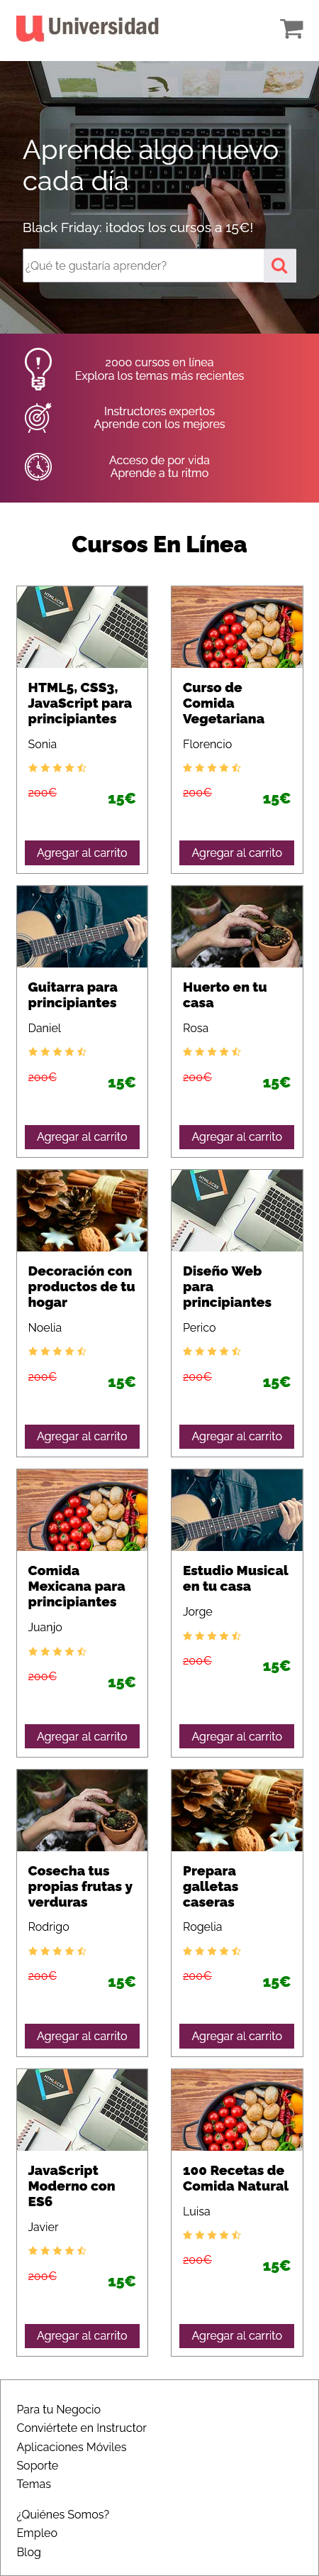 Universidad
Aprende algo nuevo
cada día
Black Friday: ¡todos los cursos a 15€!
¿Qué te gustaría aprender?
2000 cursos en línea
Explora los temas más recientes
Instructores expertos
Aprende con los mejores
Acceso de por vida
Aprende a tu ritmo
Cursos En Línea
HTML5, CSS3,
JavaScript para
principiantes
Sonia
200€
15€
Agregar al carrito
Curso de
Comida
Vegetariana
Florencio
200€
15€
Agregar al carrito
Guitarra para
principiantes
Daniel
200€
15€
Agregar al carrito
Huerto en tu
casa
Rosa
200€
15€
Agregar al carrito
Decoración con
productos de tu
hogar
Noelia
200€
15€
Agregar al carrito
Diseño Web
para
principiantes
Perico
200€
15€
Agregar al carrito
Comida
Mexicana para
principiantes
Juanjo
200€
15€
Agregar al carrito
Estudio Musical
en tu casa
Jorge
200€
15€
Agregar al carrito
Cosecha tus
propias frutas y
verduras
Rodrigo
200€
15€
Agregar al carrito
Prepara
galletas
caseras
Rogelia
200€
15€
Agregar al carrito
JavaScript
Moderno con
ES6
Javier
200€
15€
Agregar al carrito
100 Recetas de
Comida Natural
Luisa
200€
15€
Agregar al carrito
Para tu Negocio
Conviértete en Instructor
Aplicaciones Móviles
Soporte
Temas
¿Quiénes Somos?
Empleo
Blog